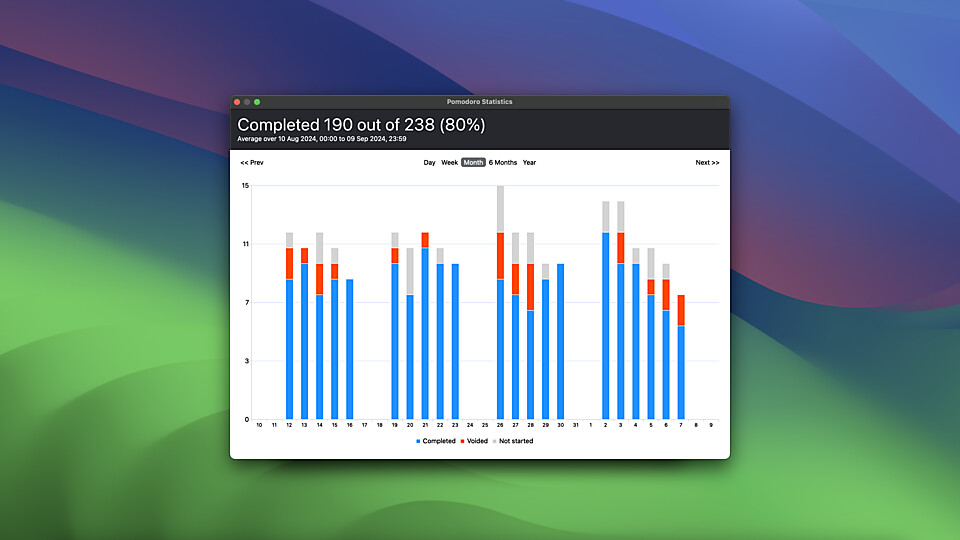 Pomodoro Statistics
Completed 190 out of 238 (80%)
Average over 10 Aug 2024, 00:00 to 09 Sep 2024, 23:59
<< Prev Day Week Month 6 Months Year Next >>
15
11
7
3
0
10 11 12 13 14 15 16 17 18 19 20 21 22 23 24 25 26 27 28 29 30 31 1 2 3 4 5 6 7 8 9
Completed Voided Not started